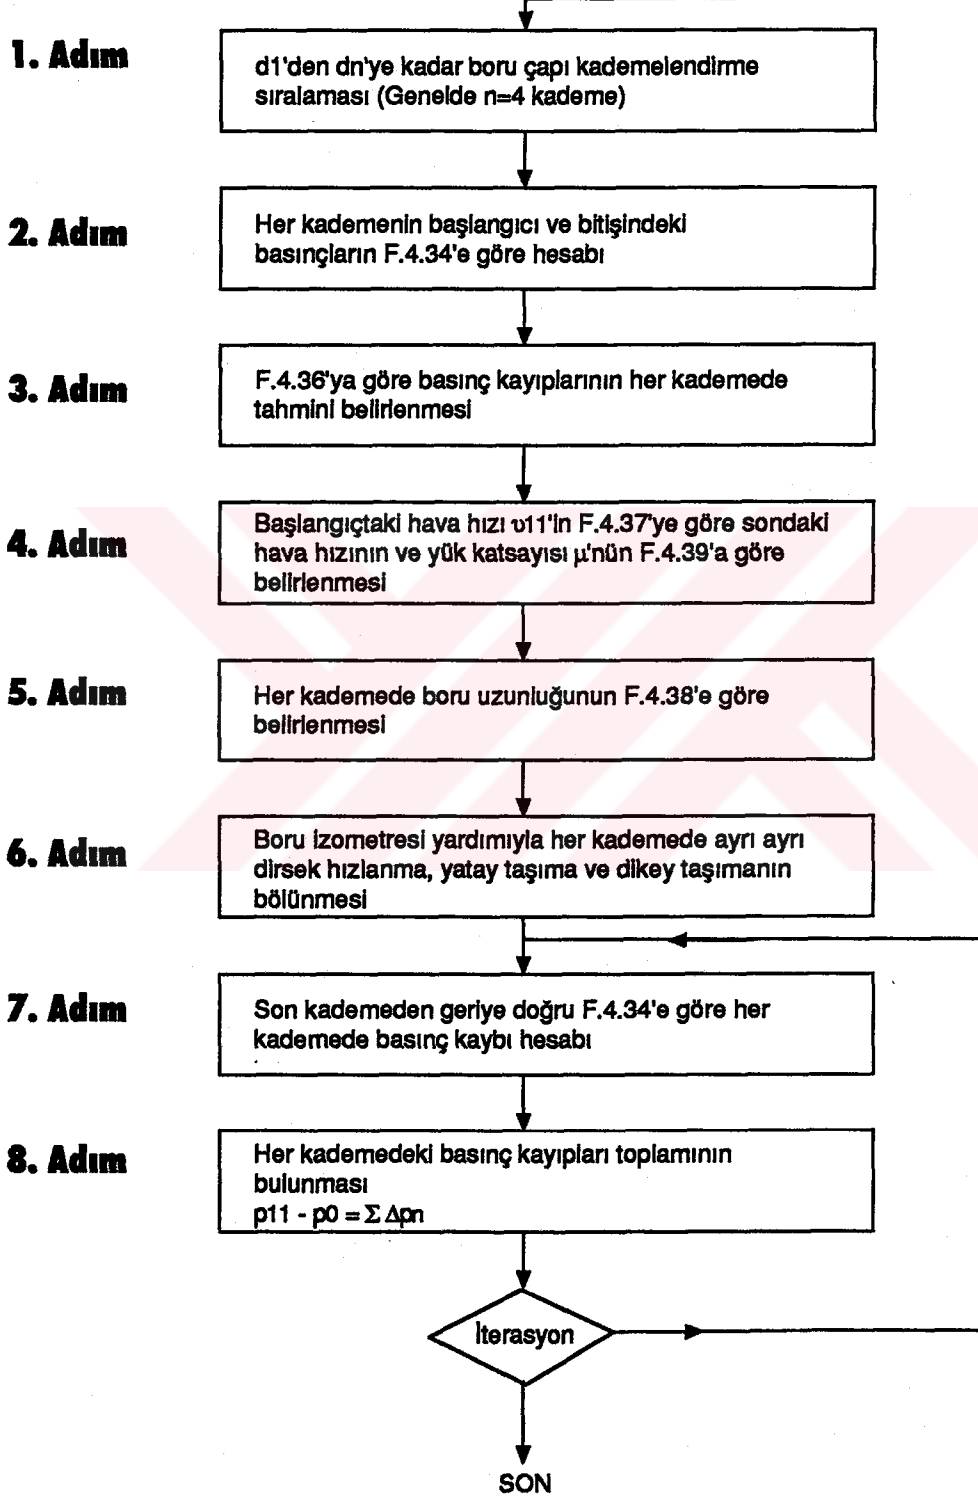 1. Adım
d1'den dn'ye kadar boru çapı kademelendirme
sıralaması (Genelde n=4 kademe)
2. Adım
Her kademenin başlangıcı ve bitişindeki
basınçların F.4.34'e göre hesabı
3. Adım
F.4.36'ya göre basınç kayıplarının her kademede
tahmini belirlenmesi
4. Adım
Başlangıçtaki hava hızı υ11'in F.4.37'ye göre sondaki
hava hızının ve yük katsayısı µ'nün F.4.39'a göre
belirlenmesi
5. Adım
Her kademede boru uzunluğunun F.4.38'e göre
belirlenmesi
6. Adım
Boru izometresi yardımıyla her kademede ayrı ayrı
dirsek hızlanma, yatay taşıma ve dikey taşımanın
bölünmesi
7. Adım
Son kademeden geriye doğru F.4.34'e göre her
kademede basınç kaybı hesabı
8. Adım
Her kademedeki basınç kayıpları toplamının
bulunması
p11 - p0 = Σ Δpn
İterasyon
SON